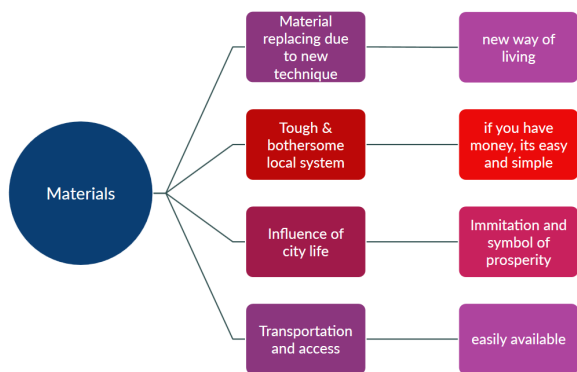 Material
replacing due
to new
technique
new way of
living
Tough &
bothersome
local system
if you have
money, its easy
and simple
Materials
Influence of
city life
Immitation and
symbol of
prosperity
Transportation
and access
easily available